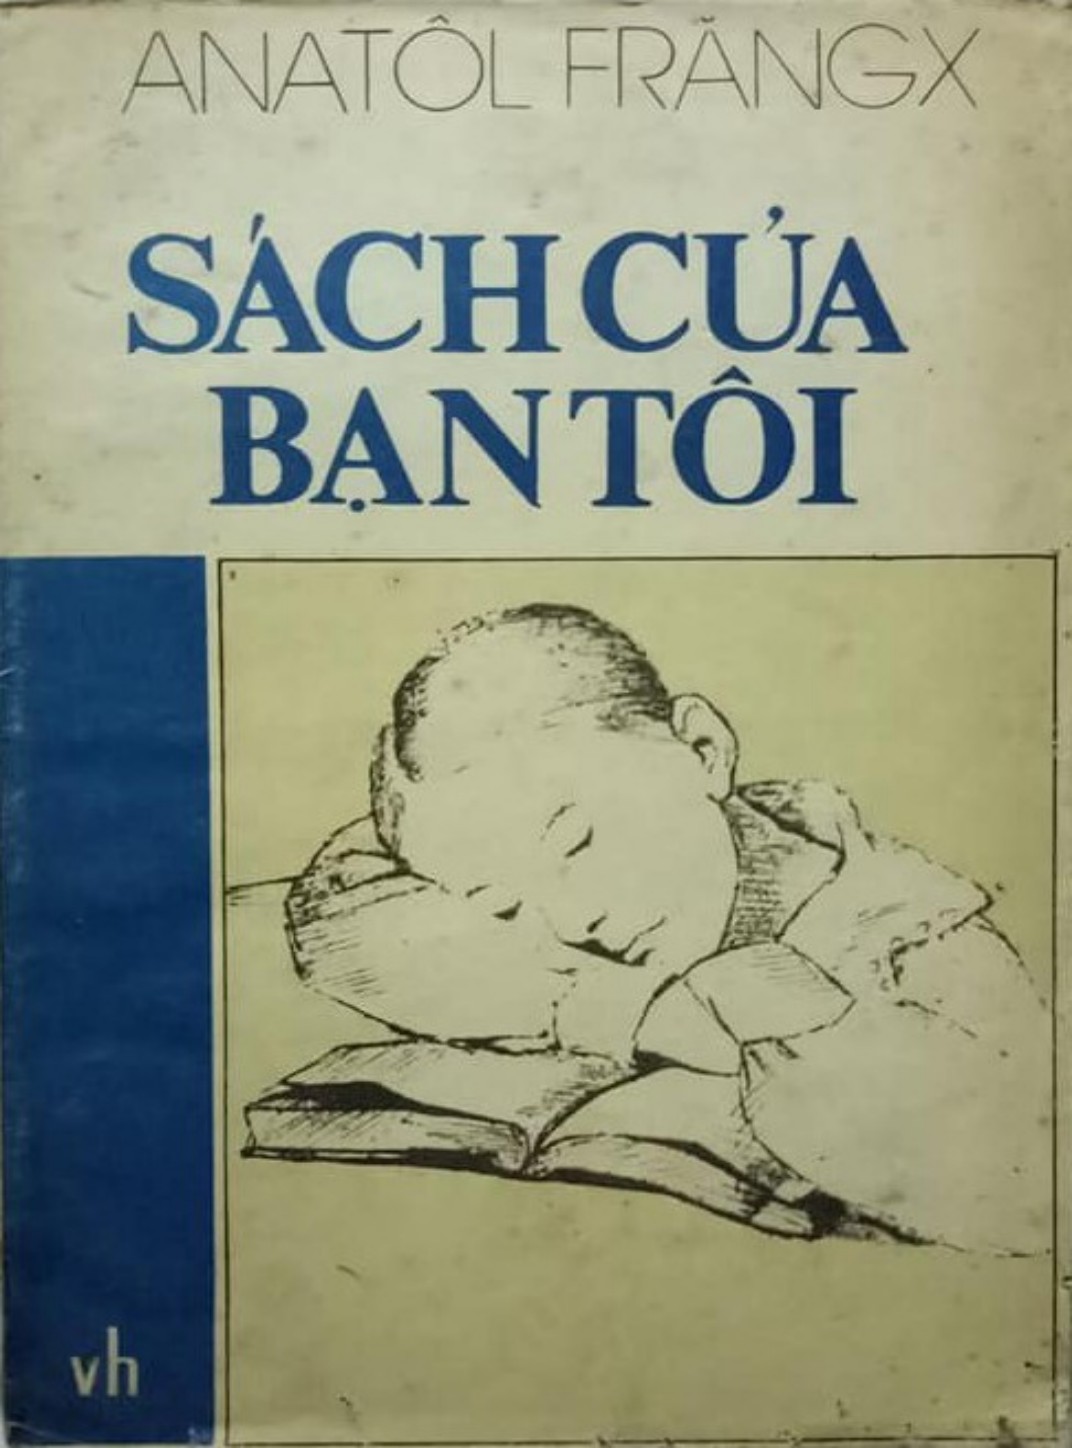 ANATÔL FRĂNGX
SÁCH CỦA
BẠN TÔI
vh